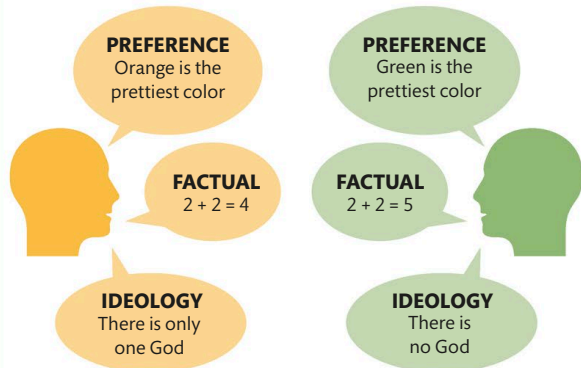 PREFERENCE
Orange is the
prettiest color
PREFERENCE
Green is the
prettiest color
FACTUAL
2 + 2 = 4
FACTUAL
2 + 2 = 5
IDEOLOGY
There is only
one God
IDEOLOGY
There is
no God